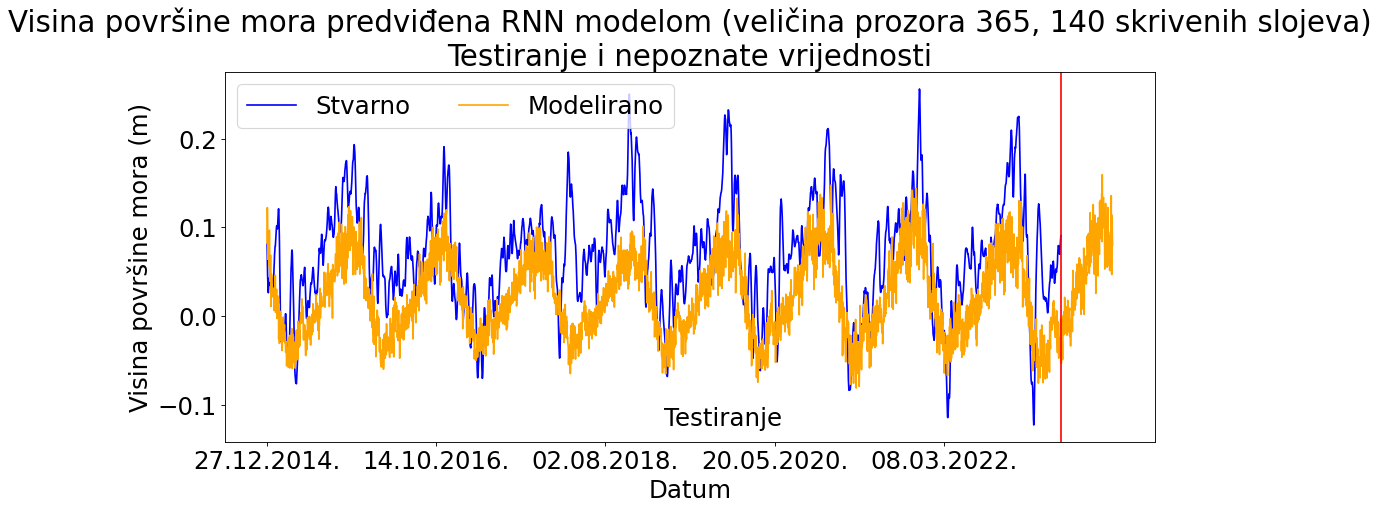 Visina površine mora predviđena RNN modelom (veličina prozora 365, 140 skrivenih slojeva)
Testiranje i nepoznate vrijednosti
Stvarno Modelirano
Visina površine mora (m)
0.2
0.1
0.0
−0.1
Testiranje
27.12.2014. 14.10.2016. 02.08.2018. 20.05.2020. 08.03.2022.
Datum